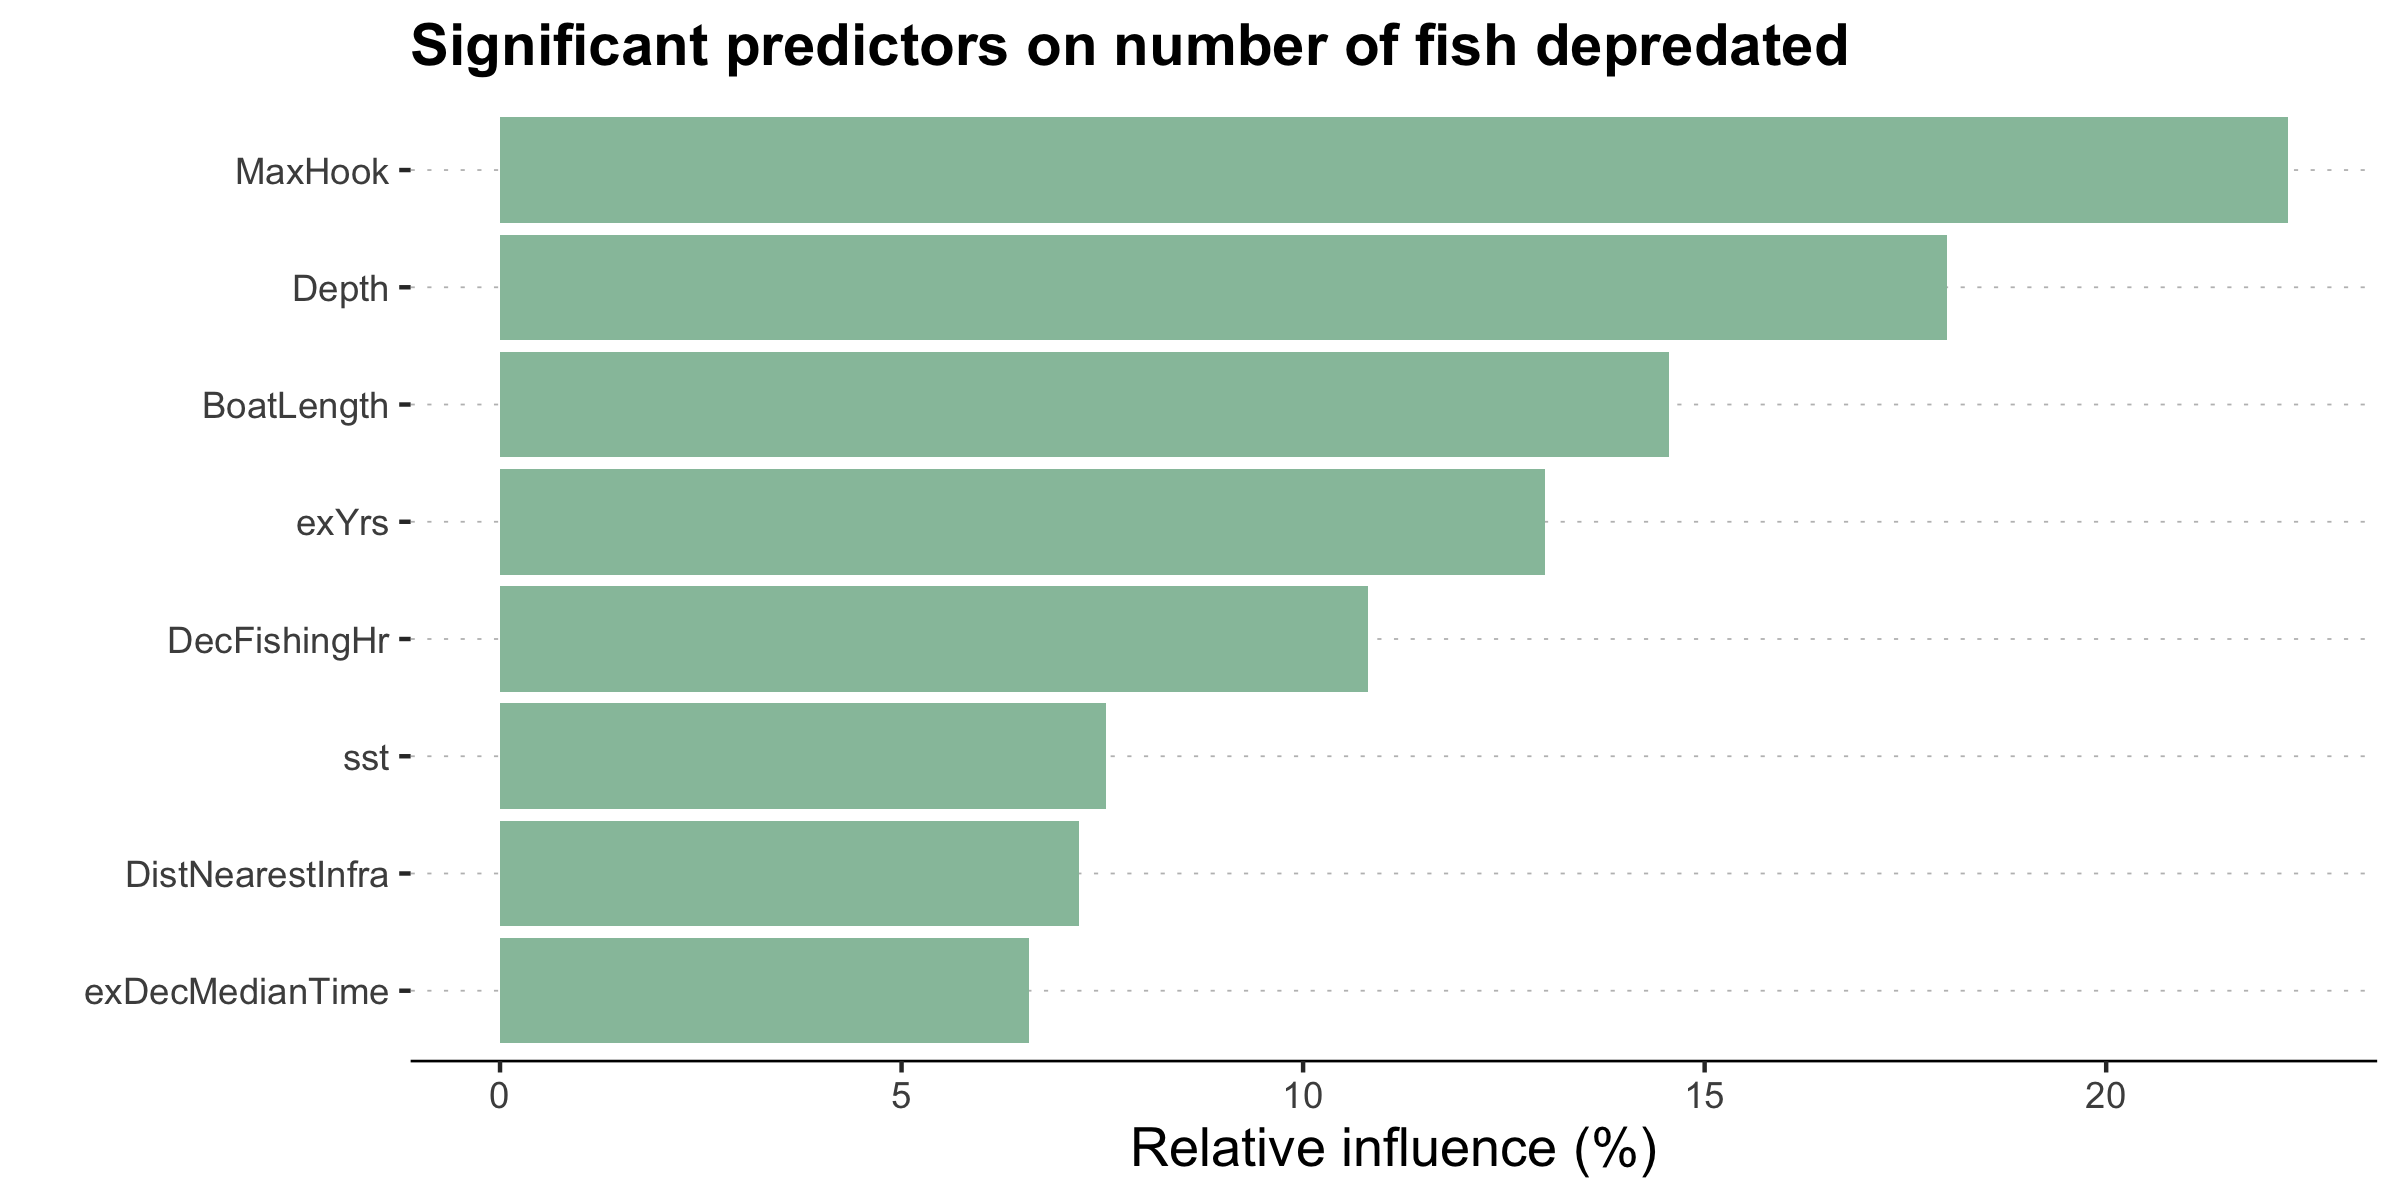 Significant predictors on number of fish depredated
MaxHook
Depth
BoatLength
exYrs
DecFishingHr
sst
DistNearestInfra
exDecMedianTime
0 5 10 15 20
Relative influence (%)